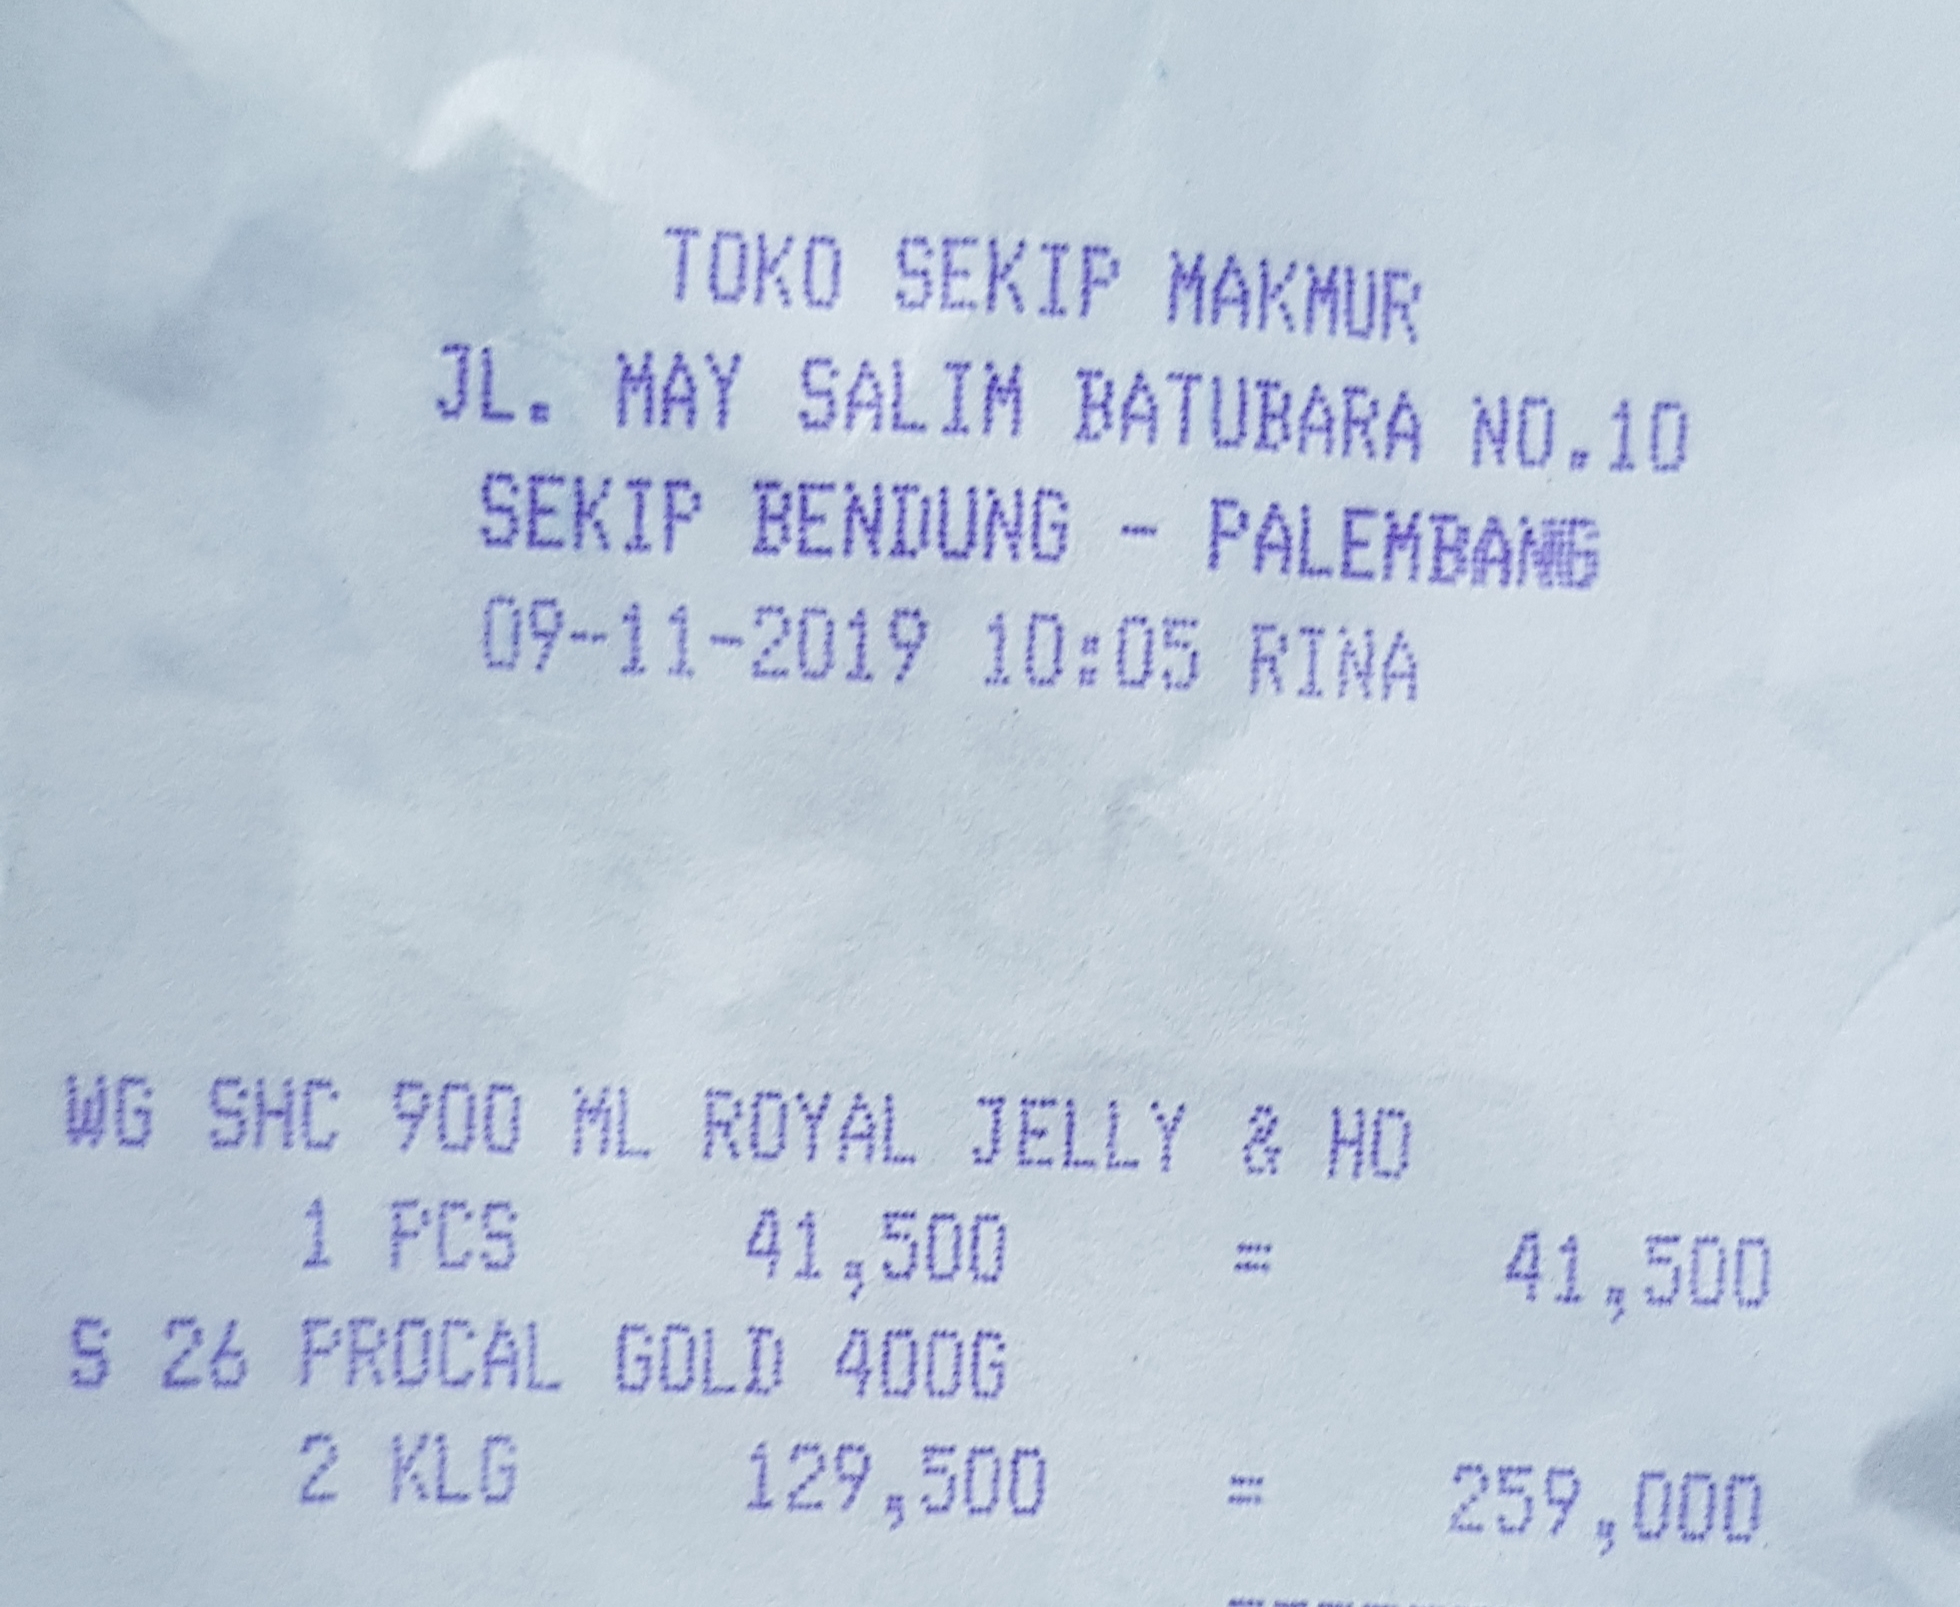 TOKO SEKIP MAKMUR
JL. MAY SALIM BATUBARA NO.10
SEKIP BENDUNG - PALEMBANG
09-11-2019 10:05 RINA
WG SHC 900 ML ROYAL JELLY & HO
1 PCS 41,500 = 41,500
S 26 PROCAL GOLD 400G
2 KLG 129,500 = 259,000